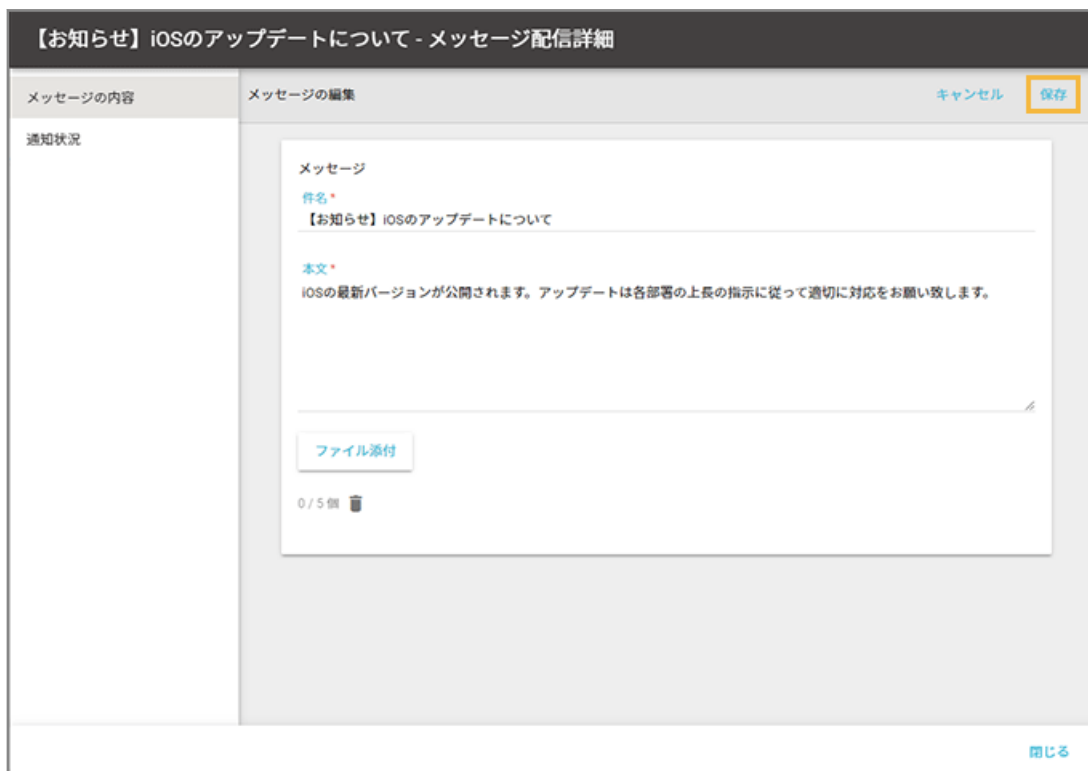 【お知らせ】iOSのアップデートについて - メッセージ配信詳細
メッセージの内容
通知状況
メッセージの編集
キャンセル
保存
メッセージ
件名*
【お知らせ】iOSのアップデートについて
本文*
iOSの最新バージョンが公開されます。アップデートは各部署の上長の指示に従って適切に対応をお願い致します。
ファイル添付
0 / 5 個
閉じる